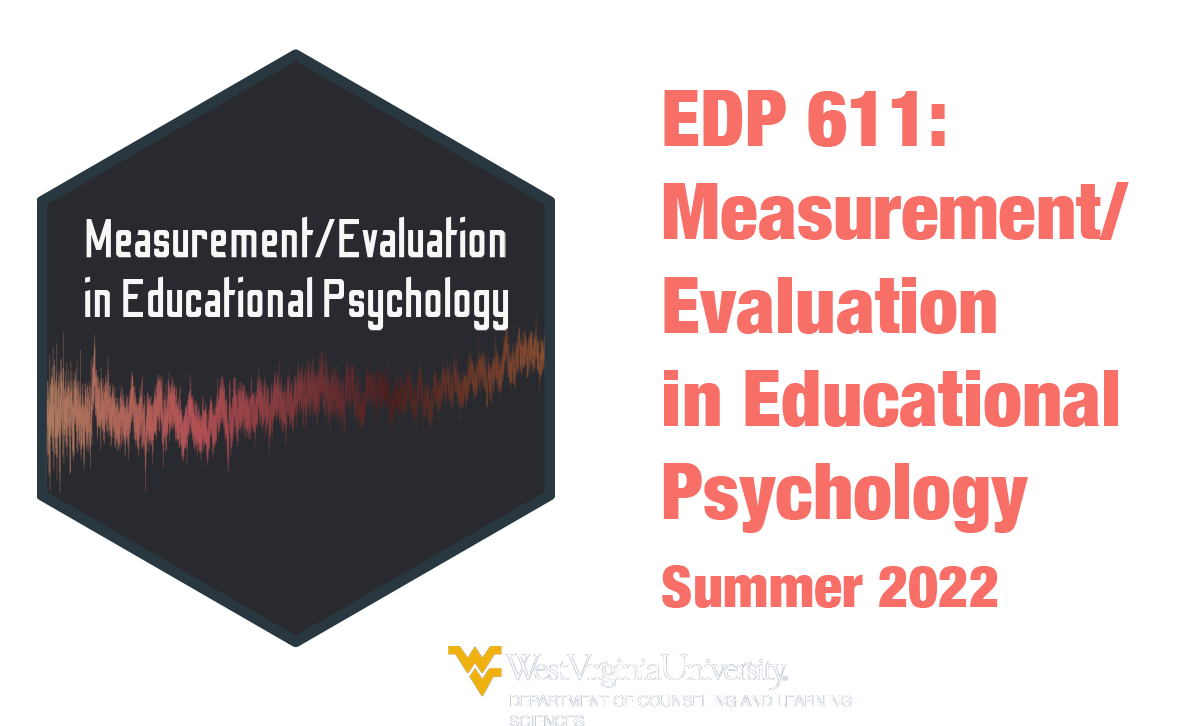 Measurement/Evaluation
in Educational Psychology
EDP 611:
Measurement/
Evaluation
in Educational
Psychology
Summer 2022
WestVirginiaUniversity®
DEPARTMENT OF COUNSELING AND LEARNING
SCIENCES